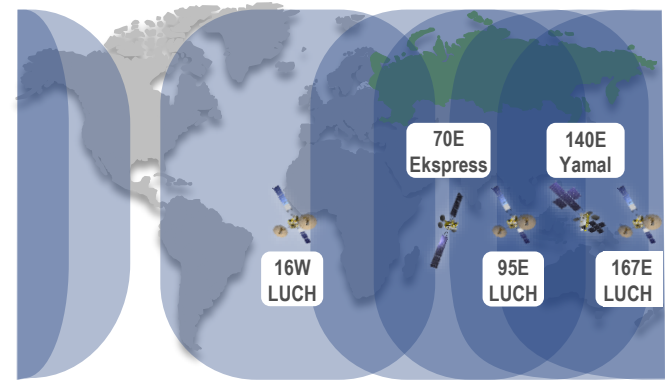 70E
Ekspress
140E
Yamal
16W
LUCH
95E
LUCH
167E
LUCH